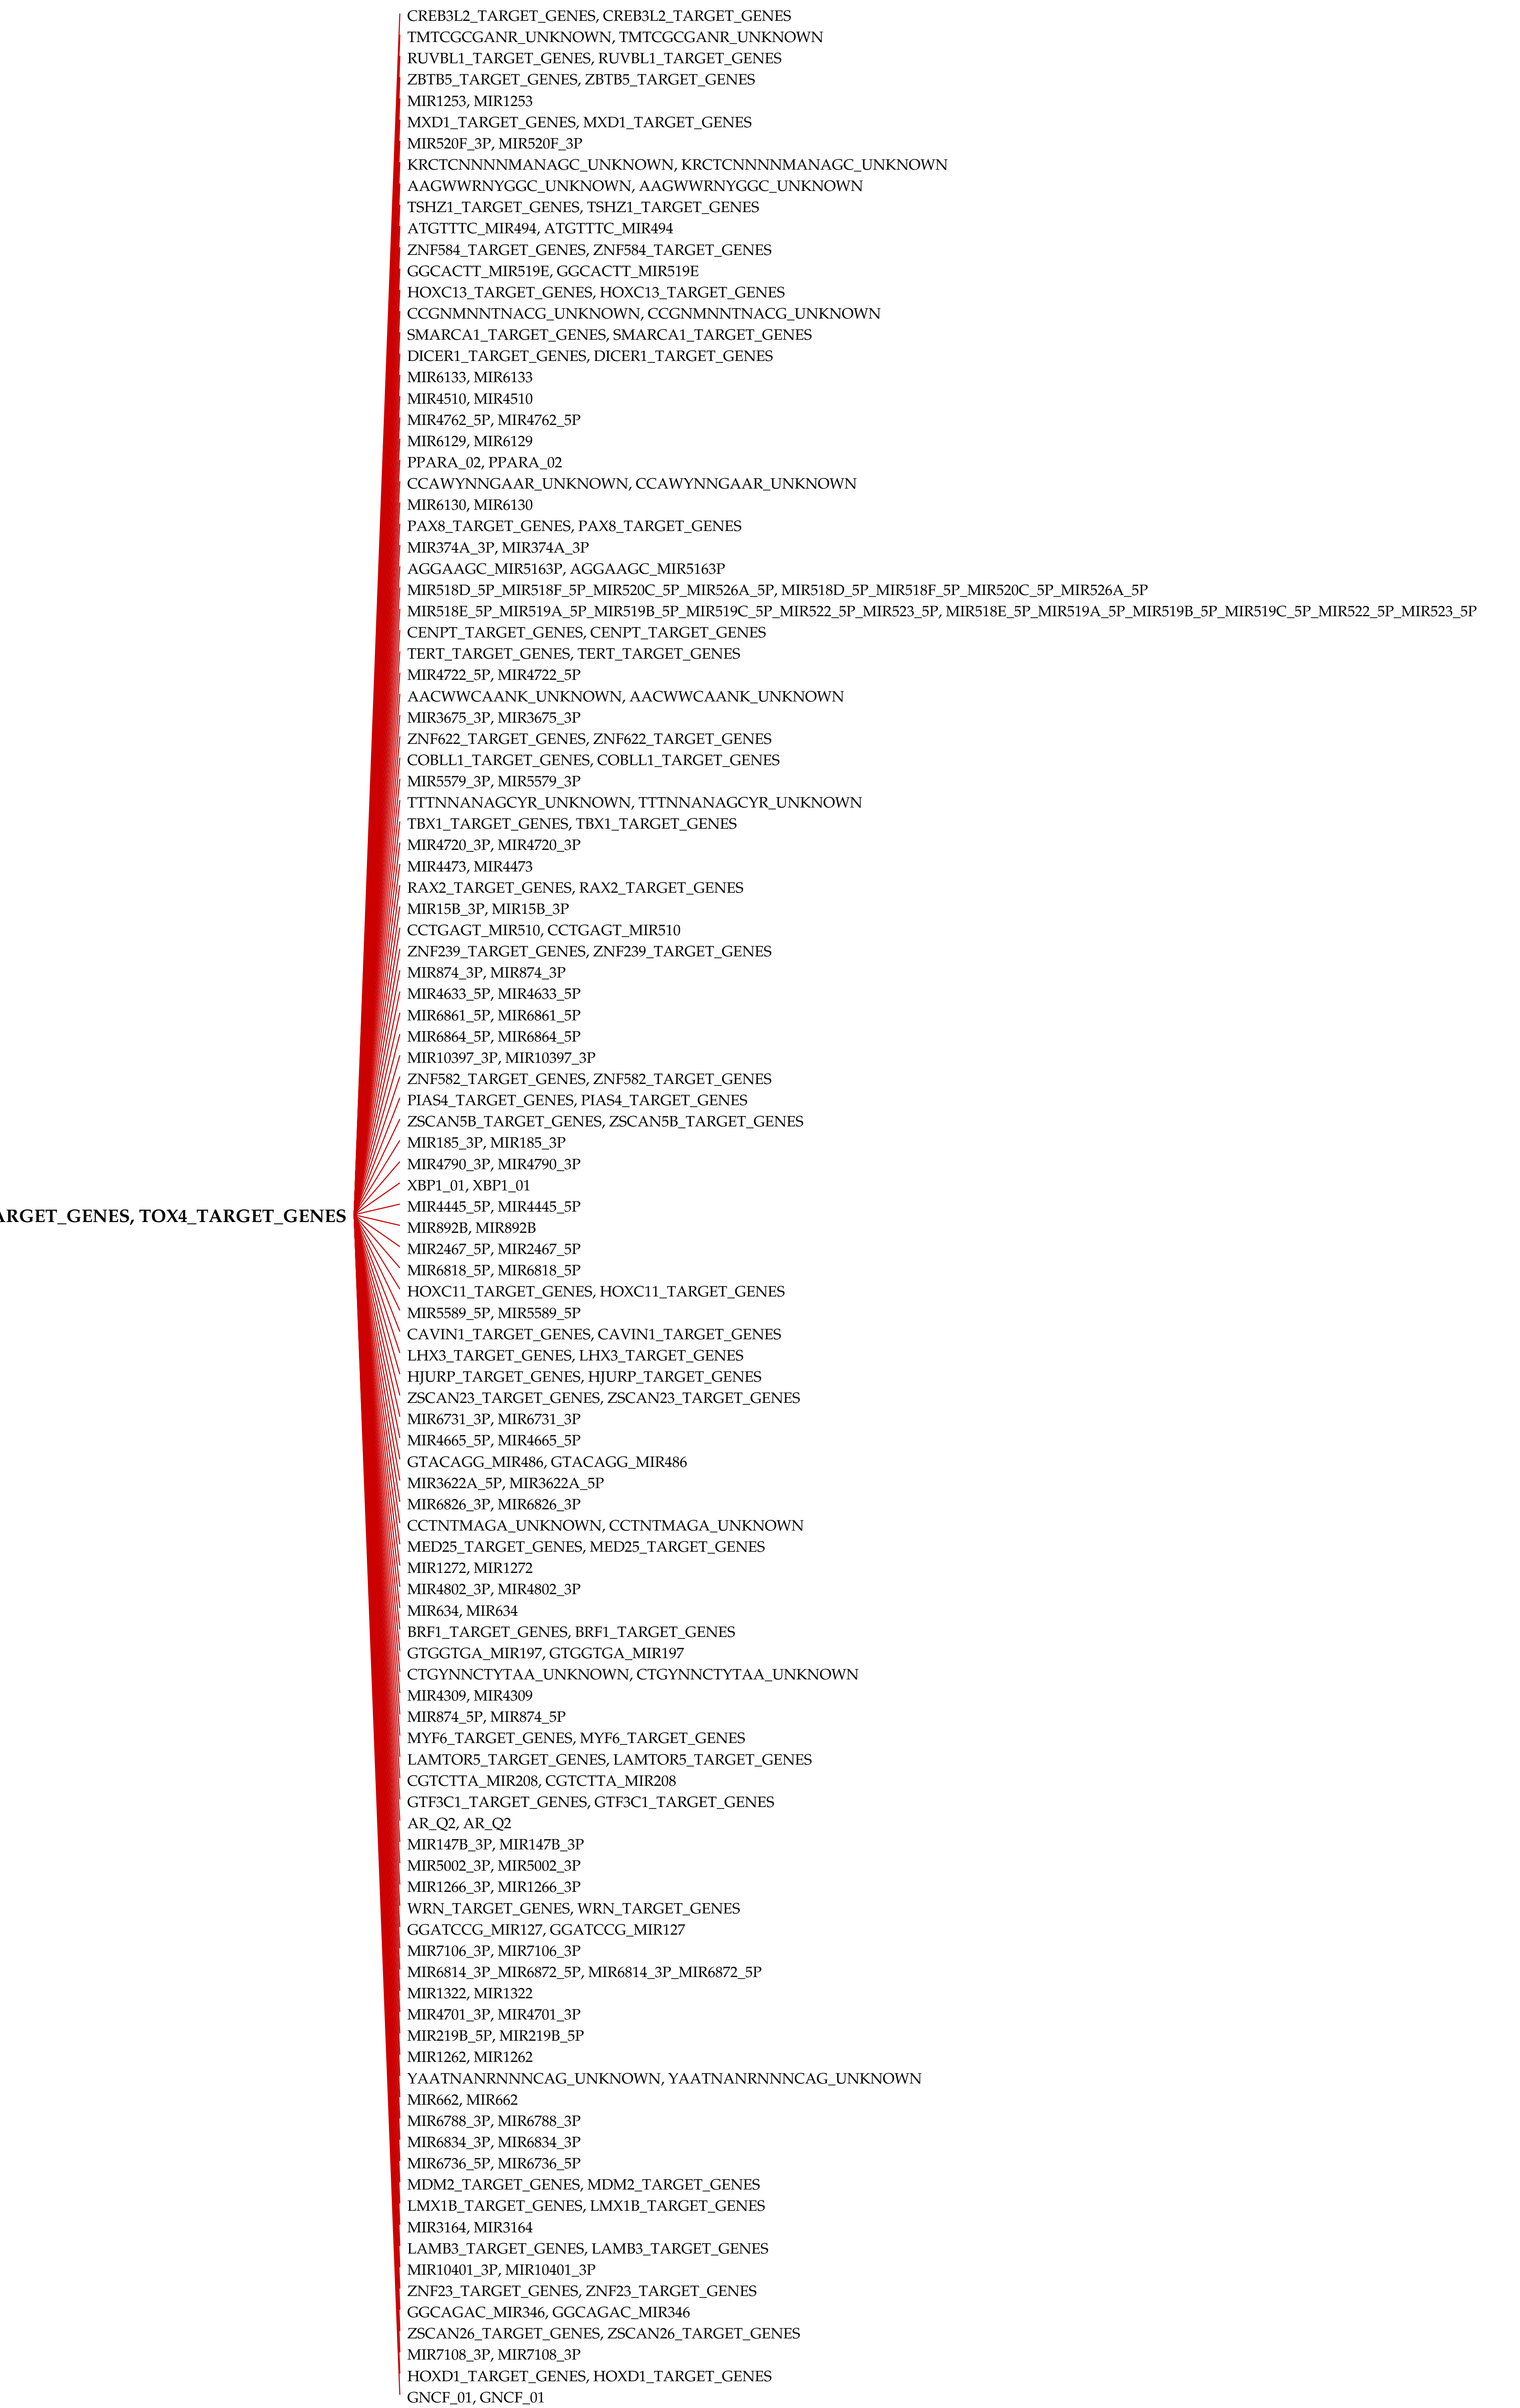 CREB3L2_TARGET_GENES, CREB3L2_TARGET_GENES
TMTCGCGANR_UNKNOWN, TMTCGCGANR_UNKNOWN
RUVBL1_TARGET_GENES, RUVBL1_TARGET_GENES
ZBTB5_TARGET_GENES, ZBTB5_TARGET_GENES
MIR1253, MIR1253
MXD1_TARGET_GENES, MXD1_TARGET_GENES
MIR520F_3P, MIR520F_3P
KRCTCNNNNMANAGC_UNKNOWN, KRCTCNNNNMANAGC_UNKNOWN
AAGWWRNYGGC_UNKNOWN, AAGWWRNYGGC_UNKNOWN
TSHZ1_TARGET_GENES, TSHZ1_TARGET_GENES
ATGTTTC_MIR494, ATGTTTC_MIR494
ZNF584_TARGET_GENES, ZNF584_TARGET_GENES
GGCACTT_MIR519E, GGCACTT_MIR519E
HOXC13_TARGET_GENES, HOXC13_TARGET_GENES
CCGNMNNTNACG_UNKNOWN, CCGNMNNTNACG_UNKNOWN
SMARCA1_TARGET_GENES, SMARCA1_TARGET_GENES
DICER1_TARGET_GENES, DICER1_TARGET_GENES
MIR6133, MIR6133
MIR4510, MIR4510
MIR4762_5P, MIR4762_5P
MIR6129, MIR6129
PPARA_02, PPARA_02
CCAWYNNGAAR_UNKNOWN, CCAWYNNGAAR_UNKNOWN
MIR6130, MIR6130
PAX8_TARGET_GENES, PAX8_TARGET_GENES
MIR374A_3P, MIR374A_3P
AGGAAGC_MIR5163P, AGGAAGC_MIR5163P
MIR518D_5P_MIR518F_5P_MIR520C_5P_MIR526A_5P, MIR518D_5P_MIR518F_5P_MIR520C_5P_MIR526A_5P
MIR518E_5P_MIR519A_5P_MIR519B_5P_MIR519C_5P_MIR522_5P_MIR523_5P, MIR518E_5P_MIR519A_5P_MIR519B_5P_MIR519C_5P_MIR522_5P_MIR523_5P
CENPT_TARGET_GENES, CENPT_TARGET_GENES
TERT_TARGET_GENES, TERT_TARGET_GENES
MIR4722_5P, MIR4722_5P
AACWWCAANK_UNKNOWN, AACWWCAANK_UNKNOWN
MIR3675_3P, MIR3675_3P
ZNF622_TARGET_GENES, ZNF622_TARGET_GENES
COBLL1_TARGET_GENES, COBLL1_TARGET_GENES
MIR5579_3P, MIR5579_3P
TTTNNANAGCYR_UNKNOWN, TTTNNANAGCYR_UNKNOWN
TBX1_TARGET_GENES, TBX1_TARGET_GENES
MIR4720_3P, MIR4720_3P
MIR4473, MIR4473
RAX2_TARGET_GENES, RAX2_TARGET_GENES
MIR15B_3P, MIR15B_3P
CCTGAGT_MIR510, CCTGAGT_MIR510
ZNF239_TARGET_GENES, ZNF239_TARGET_GENES
MIR874_3P, MIR874_3P
MIR4633_5P, MIR4633_5P
MIR6861_5P, MIR6861_5P
MIR6864_5P, MIR6864_5P
MIR10397_3P, MIR10397_3P
ZNF582_TARGET_GENES, ZNF582_TARGET_GENES
PIAS4_TARGET_GENES, PIAS4_TARGET_GENES
ZSCAN5B_TARGET_GENES, ZSCAN5B_TARGET_GENES
MIR185_3P, MIR185_3P
MIR4790_3P, MIR4790_3P
XBP1_01, XBP1_01
MIR4445_5P, MIR4445_5P
ARGET_GENES, TOX4_TARGET_GENES
MIR892B, MIR892B
MIR2467_5P, MIR2467_5P
MIR6818_5P, MIR6818_5P
HOXC11_TARGET_GENES, HOXC11_TARGET_GENES
MIR5589_5P, MIR5589_5P
CAVIN1_TARGET_GENES, CAVIN1_TARGET_GENES
LHX3_TARGET_GENES, LHX3_TARGET_GENES
HJURP_TARGET_GENES, HJURP_TARGET_GENES
ZSCAN23_TARGET_GENES, ZSCAN23_TARGET_GENES
MIR6731_3P, MIR6731_3P
MIR4665_5P, MIR4665_5P
GTACAGG_MIR486, GTACAGG_MIR486
MIR3622A_5P, MIR3622A_5P
MIR6826_3P, MIR6826_3P
CCTNTMAGA_UNKNOWN, CCTNTMAGA_UNKNOWN
MED25_TARGET_GENES, MED25_TARGET_GENES
MIR1272, MIR1272
MIR4802_3P, MIR4802_3P
MIR634, MIR634
BRF1_TARGET_GENES, BRF1_TARGET_GENES
GTGGTGA_MIR197, GTGGTGA_MIR197
CTGYNNCTYTAA_UNKNOWN, CTGYNNCTYTAA_UNKNOWN
MIR4309, MIR4309
MIR874_5P, MIR874_5P
MYF6_TARGET_GENES, MYF6_TARGET_GENES
LAMTOR5_TARGET_GENES, LAMTOR5_TARGET_GENES
CGTCTTA_MIR208, CGTCTTA_MIR208
GTF3C1_TARGET_GENES, GTF3C1_TARGET_GENES
AR_Q2, AR_Q2
MIR147B_3P, MIR147B_3P
MIR5002_3P, MIR5002_3P
MIR1266_3P, MIR1266_3P
WRN_TARGET_GENES, WRN_TARGET_GENES
GGATCCG_MIR127, GGATCCG_MIR127
MIR7106_3P, MIR7106_3P
MIR6814_3P_MIR6872_5P, MIR6814_3P_MIR6872_5P
MIR1322, MIR1322
MIR4701_3P, MIR4701_3P
MIR219B_5P, MIR219B_5P
MIR1262, MIR1262
YAATNANRNNNCAG_UNKNOWN, YAATNANRNNNCAG_UNKNOWN
MIR662, MIR662
MIR6788_3P, MIR6788_3P
MIR6834_3P, MIR6834_3P
MIR6736_5P, MIR6736_5P
MDM2_TARGET_GENES, MDM2_TARGET_GENES
LMX1B_TARGET_GENES, LMX1B_TARGET_GENES
MIR3164, MIR3164
LAMB3_TARGET_GENES, LAMB3_TARGET_GENES
MIR10401_3P, MIR10401_3P
ZNF23_TARGET_GENES, ZNF23_TARGET_GENES
GGCAGAC_MIR346, GGCAGAC_MIR346
ZSCAN26_TARGET_GENES, ZSCAN26_TARGET_GENES
MIR7108_3P, MIR7108_3P
HOXD1_TARGET_GENES, HOXD1_TARGET_GENES
GNCF_01, GNCF_01